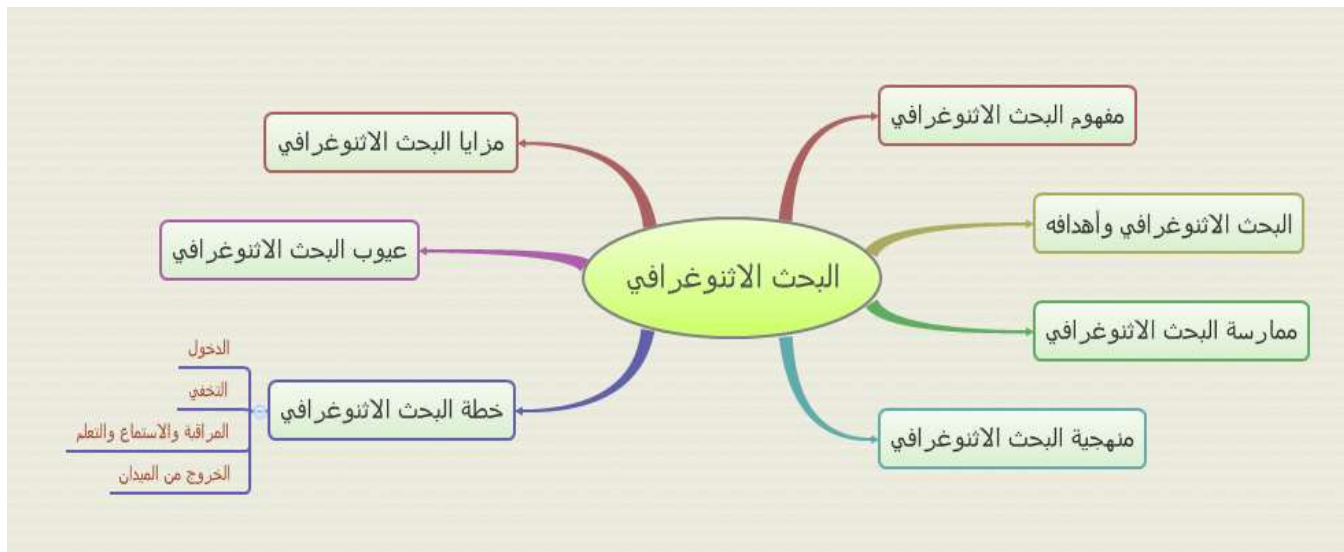 البحث الاثنوغرافي
مفهوم البحث الاثنوغرافي
البحث الاثنوغرافي وأهدافه
ممارسة البحث الاثنوغرافي
منهجية البحث الاثنوغرافي
مزايا البحث الاثنوغرافي
عيوب البحث الاثنوغرافي
خطة البحث الاثنوغرافي
الدخول
التخفي
المراقبة والاستماع والتعلم
الخروج من الميدان